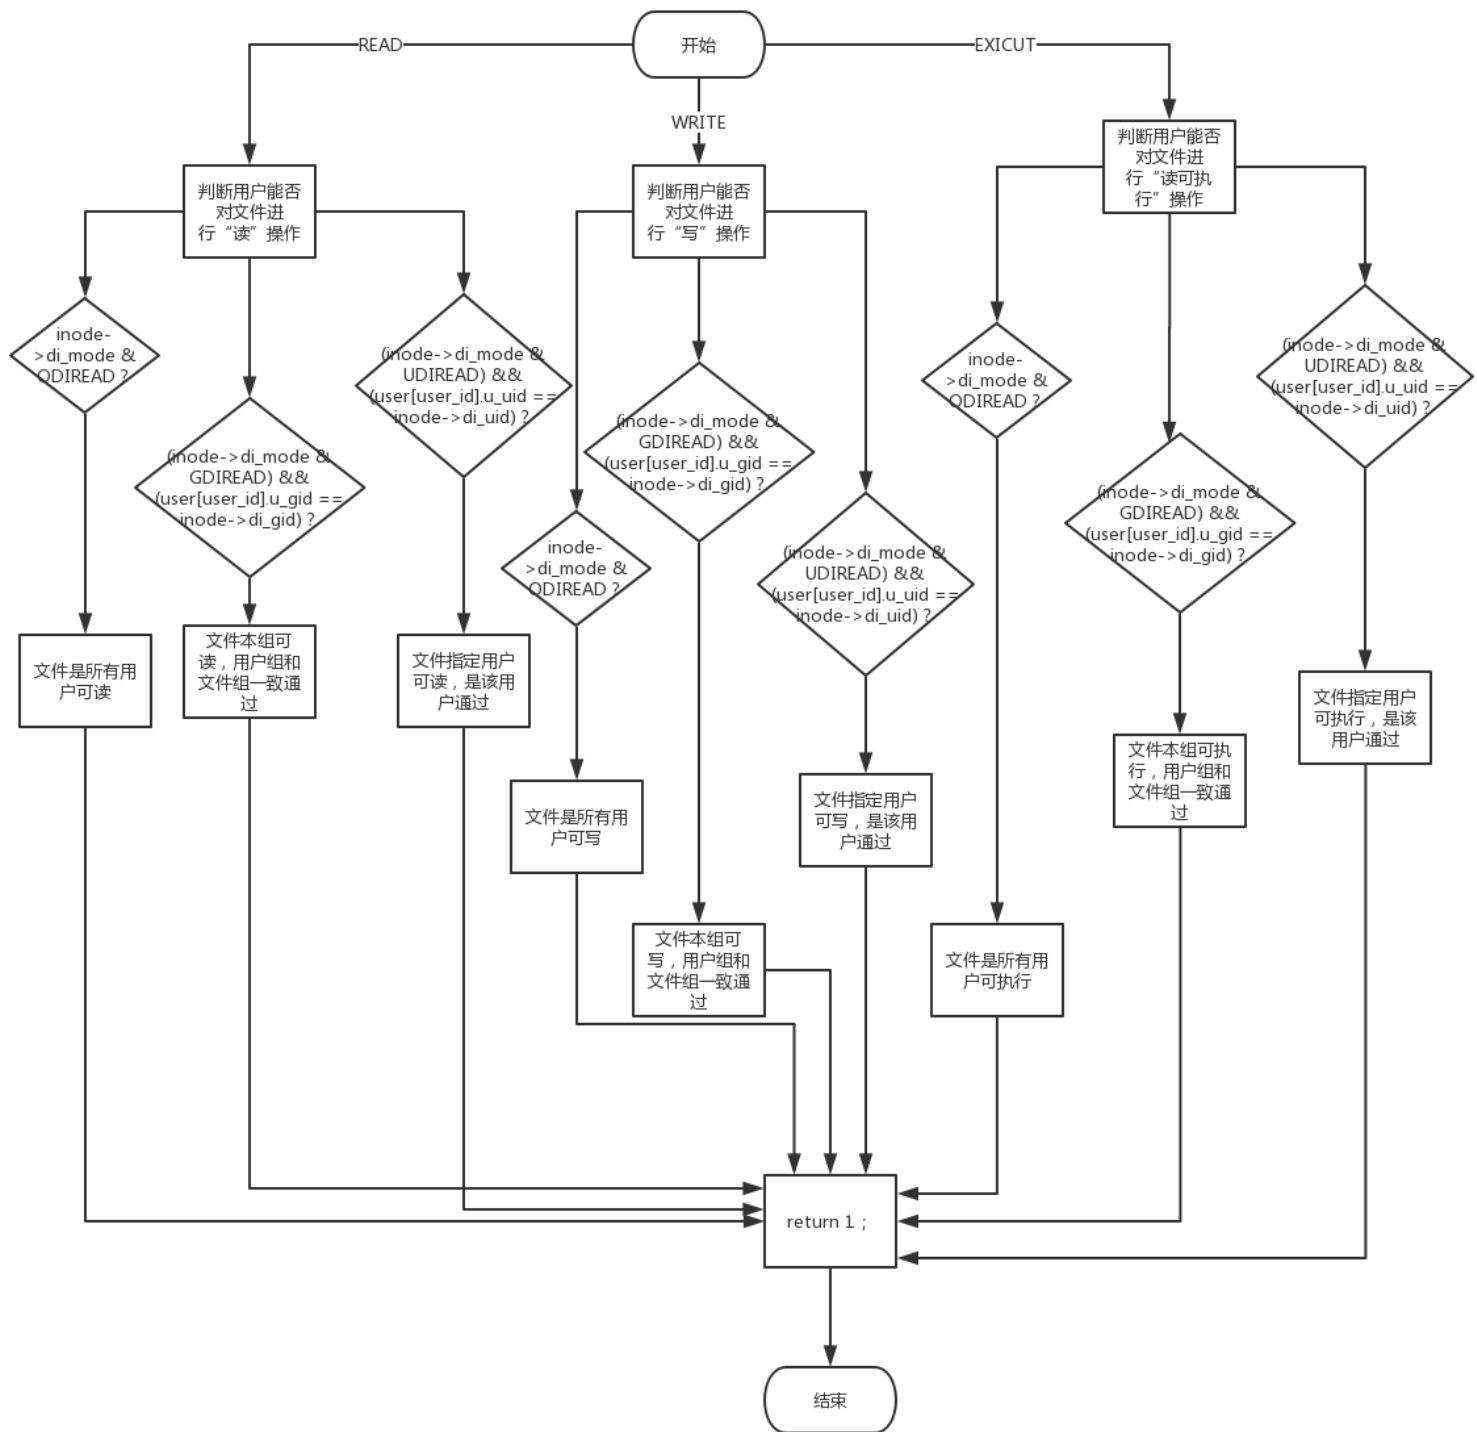 开始
READ
EXICUT
WRITE
判断用户能否
对文件进
行“读”操作
判断用户能否
对文件进
行“写”操作
判断用户能否
对文件进
行“读可执
行”操作
inode-
>di_mode &
ODIREAD ?
(inode->di_mode &
GDIREAD) &&
(user[user_id].u_gid ==
inode->di_gid) ?
(inode->di_mode &
UDIREAD) &&
(user[user_id].u_uid ==
inode->di_uid) ?
inode-
>di_mode &
ODIREAD ?
(inode->di_mode &
GDIREAD) &&
(user[user_id].u_gid ==
inode->di_gid) ?
(inode->di_mode &
UDIREAD) &&
(user[user_id].u_uid ==
inode->di_uid) ?
inode-
>di_mode &
ODIREAD ?
(inode->di_mode &
GDIREAD) &&
(user[user_id].u_gid ==
inode->di_gid) ?
(inode->di_mode &
UDIREAD) &&
(user[user_id].u_uid ==
inode->di_uid) ?
文件是所有用
户可读
文件本组可
读，用户组和
文件组一致通
过
文件指定用户
可读，是该用
户通过
文件是所有用
户可写
文件本组可
写，用户组和
文件组一致通
过
文件指定用户
可写，是该用
户通过
文件是所有用
户可执行
文件本组可执
行，用户组和
文件组一致通
过
文件指定用户
可执行，是该
用户通过
return 1；
结束